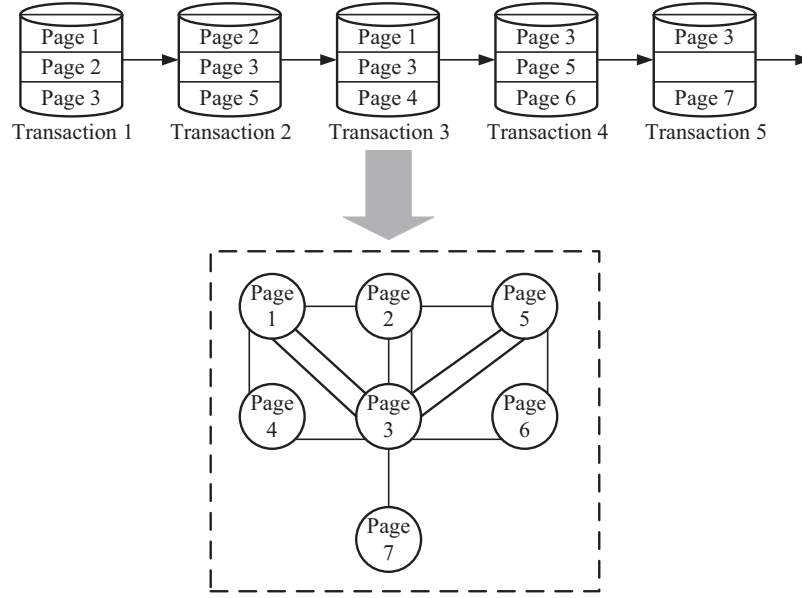 Page 1
Page 2
Page 3
Transaction 1
Page 2
Page 3
Page 5
Transaction 2
Page 1
Page 3
Page 4
Transaction 3
Page 3
Page 5
Page 6
Transaction 4
Page 3
Page 7
Transaction 5
Page
1
Page
2
Page
5
Page
4
Page
3
Page
6
Page
7